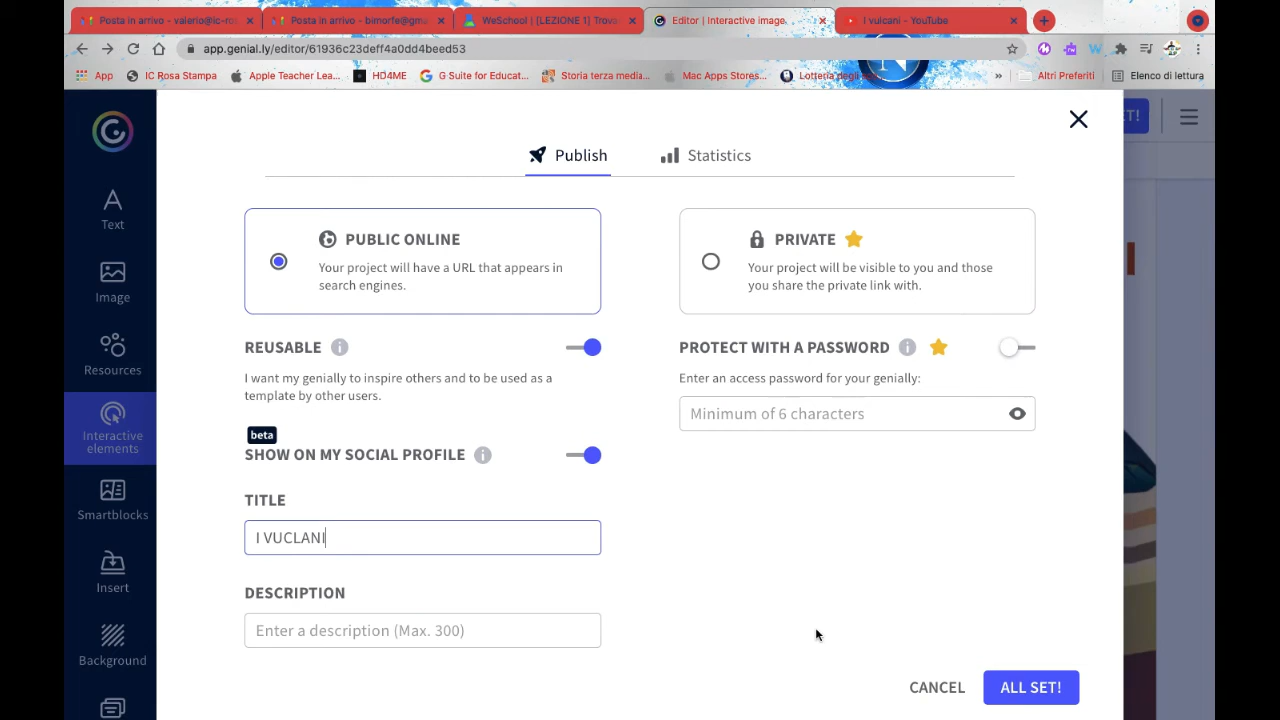 Posta in arrivo - valerio@ic-ro
Posta in arrivo - bimorfe@gm
WeSchool | [LEZIONE 1] Trova
Editor | Interactive image
I vulcani - YouTube
app.genial.ly/editor/61936c23deff4a0dd4beed53
App
IC Rosa Stampa
Apple Teacher Lea...
HD4ME
G Suite for Educat...
Storia terza media...
Mac Apps Stores...
Lotteria degli
»
Altri Preferiti
Elenco di lettura
T!
Publish
Statistics
Text
Image
Resources
Interactive
elements
Smartblocks
Insert
Background
PUBLIC ONLINE
Your project will have a URL that appears in
search engines.
PRIVATE
Your project will be visible to you and those
you share the private link with.
REUSABLE
I want my genially to inspire others and to be used as a
template by other users.
PROTECT WITH A PASSWORD
Enter an access password for your genially:
Minimum of 6 characters
beta
SHOW ON MY SOCIAL PROFILE
TITLE
I VUCLANI
DESCRIPTION
Enter a description (Max. 300)
CANCEL
ALL SET!